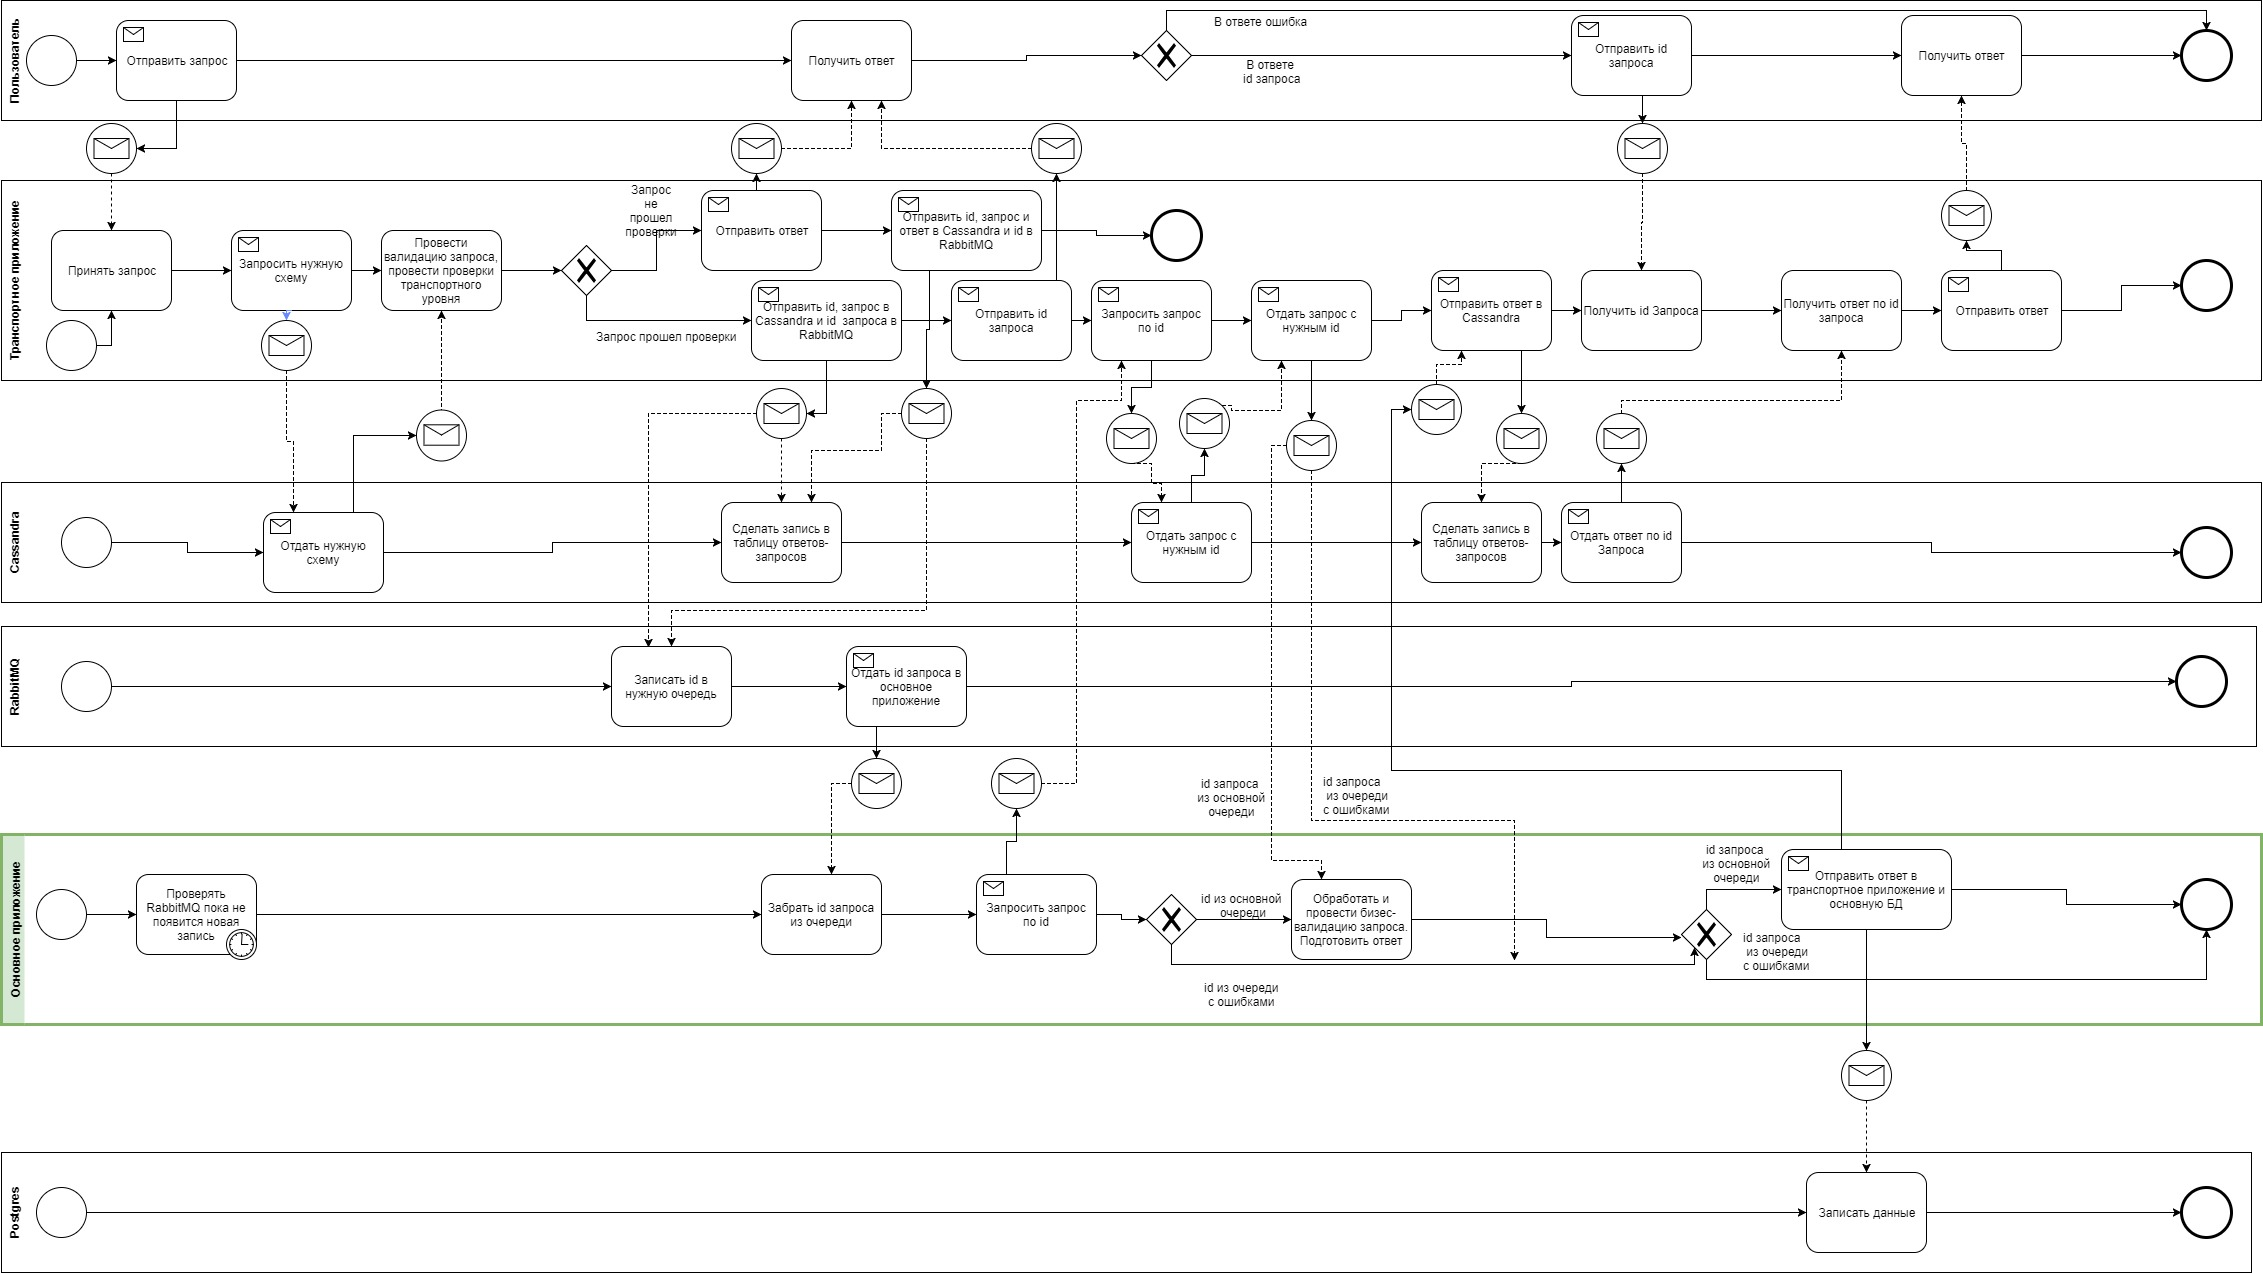 Пользователь
Отправить запрос
Получить ответ
В ответе ошибка
В ответе
id запроса
Отправить id
запроса
Получить ответ
Транспортное приложение
Принять запрос
Запросить нужную
схему
Провести
валидацию запроса,
провести проверки
транспортного
уровня
Запрос
не
прошел
проверки
Запрос прошел проверки
Отправить ответ
Отправить id, запрос и
ответ в Cassandra и id в
RabbitMQ
Отправить id, запрос в
Cassandra и id запроса в
RabbitMQ
Отправить id
запроса
Запросить запрос
по id
Отдать запрос с
нужным id
Отправить ответ в
Cassandra
Получить id Запроса
Получить ответ по id
запроса
Отправить ответ
Cassandra
Отдать нужную
схему
Сделать запись в
таблицу ответов-
запросов
Отдать запрос с
нужным id
Сделать запись в
таблицу ответов-
запросов
Отдать ответ по id
Запроса
RabbitMQ
Записать id в
нужную очередь
Отдать id запроса в
основное
приложение
id запроса
из основной
очереди
id запроса
из очереди
с ошибками
Основное приложение
Проверять
RabbitMQ пока не
появится новая
запись
Забрать id запроса
из очереди
Запросить запрос
по id
id из основной
очереди
id из очереди
с ошибками
Обработать и
провести бизес-
валидацию запроса.
Подготовить ответ
id запроса
из основной
очереди
id запроса
из очереди
с ошибками
Отправить ответ в
транспортное приложение и
основную БД
Postgres
Записать данные